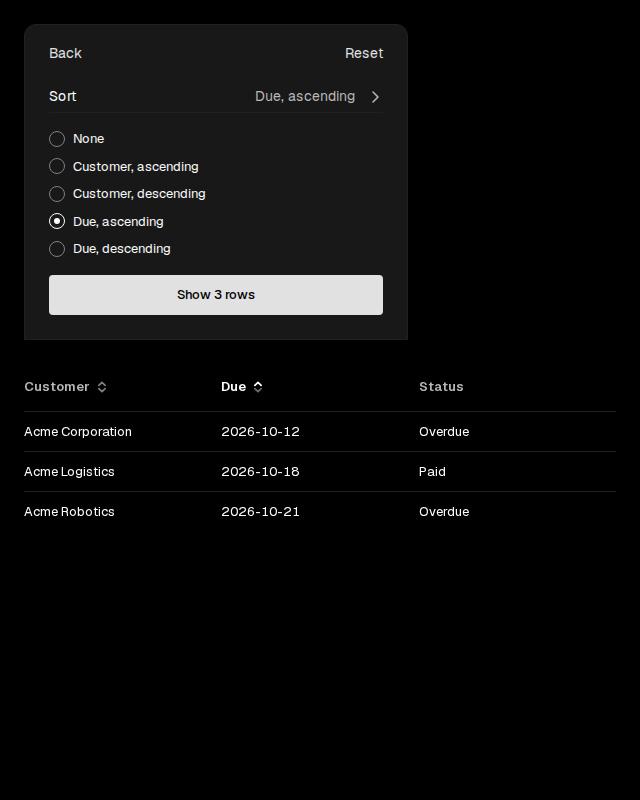 Back Reset
Sort Due, ascending
None
Customer, ascending
Customer, descending
Due, ascending
Due, descending
Show 3 rows
Customer Due Status
Acme Corporation 2026-10-12 Overdue
Acme Logistics 2026-10-18 Paid
Acme Robotics 2026-10-21 Overdue